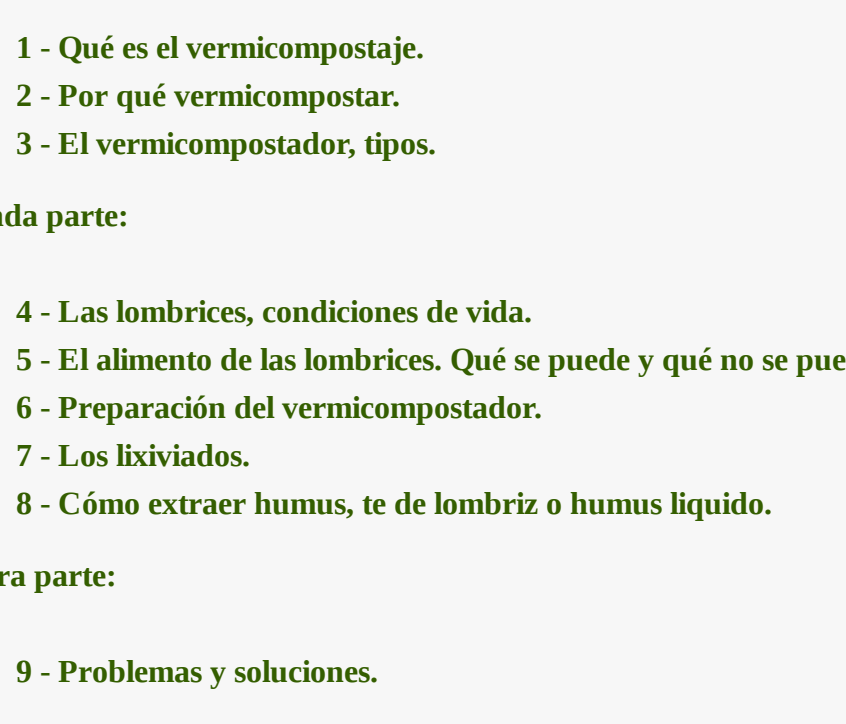 1 - Qué es el vermicompostaje.
2 - Por qué vermicompostar.
3 - El vermicompostador, tipos.
parte:
4 - Las lombrices, condiciones de vida.
5 - El alimento de las lombrices. Qué se puede y qué no se
6 - Preparación del vermicompostador.
7 - Los lixiviados.
8 - Cómo extraer humus, te de lombriz o humus liquido.
parte:
9 - Problemas y soluciones.